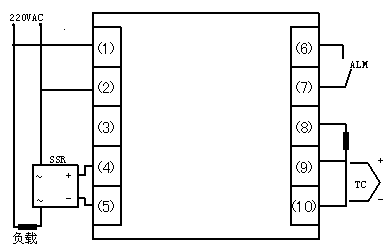 220VAC
(1)
(2)
(3)
(4)
(5)
(6)
(7)
(8)
(9)
(10)
ALM
SSR
~ +
~ −
TC
+
−
负载